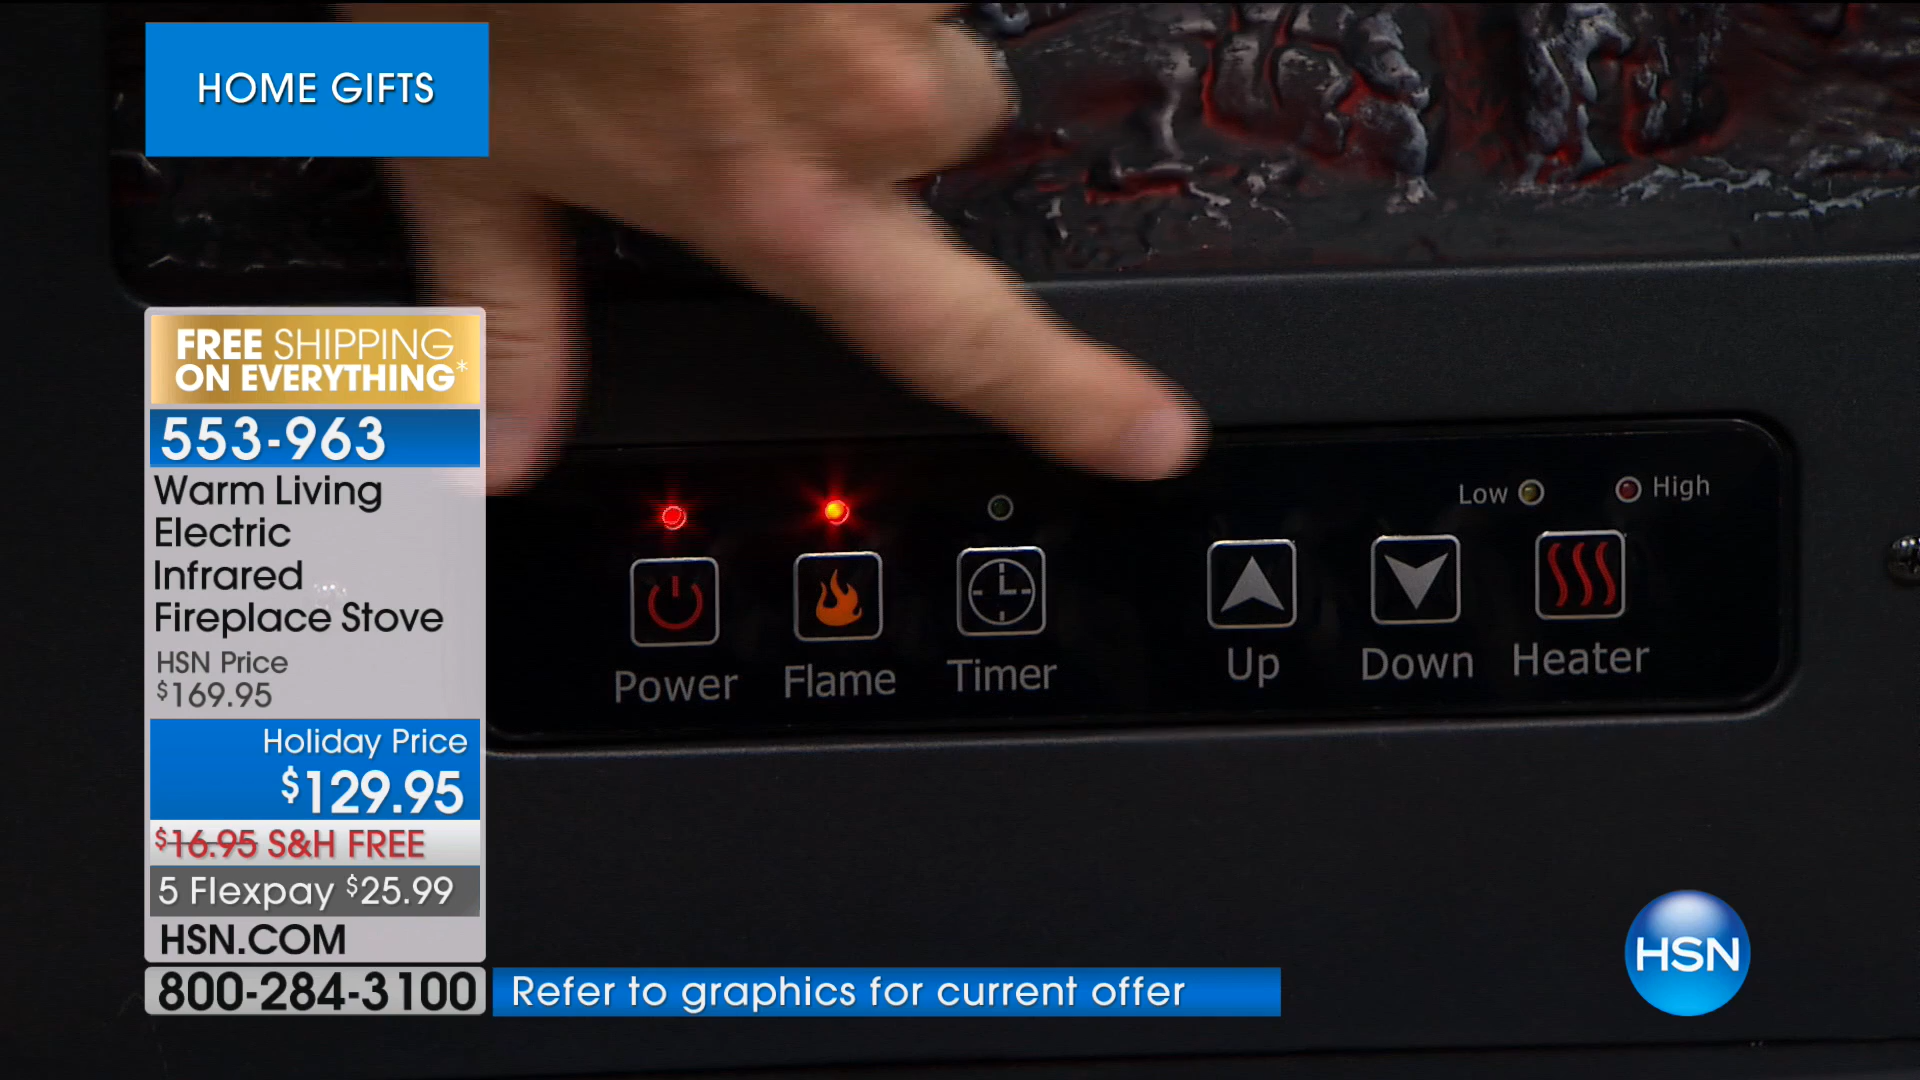 HOME GIFTS
FREE SHIPPING
ON EVERYTHING*
553-963
Warm Living
Electric
Infrared
Fireplace Stove
HSN Price
$169.95
Holiday Price
$129.95
$16.95 S&H FREE
5 Flexpay $25.99
HSN.COM
800-284-3100
Refer to graphics for current offer
Low
High
Power
Flame
Timer
Up
Down
Heater
HSN